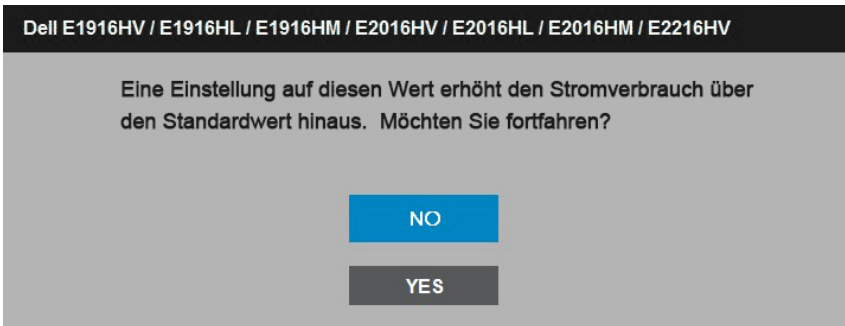 Dell E1916HV / E1916HL / E1916HM / E2016HV / E2016HL / E2016HM / E2216HV
Eine Einstellung auf diesen Wert erhöht den Stromverbrauch über
den Standardwert hinaus.  Möchten Sie fortfahren?
NO
YES